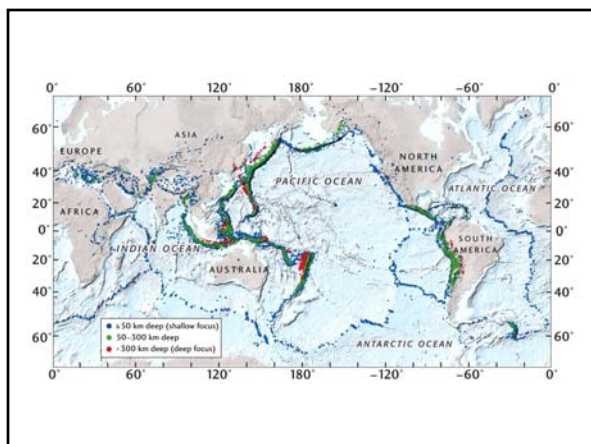 0° 60° 120° 180° −120° −60° 0°
60°
60°
EUROPE
ASIA
NORTH
AMERICA
40°
40°
PACIFIC OCEAN
ATLANTIC OCEAN
20°
20°
AFRICA
0°
0°
INDIAN OCEAN
SOUTH
AMERICA
20°
20°
AUSTRALIA
40°
40°
≤50 km deep (shallow focus)
50–300 km deep
-300 km deep (deep focus)
60°
60°
ANTARCTIC OCEAN
0° 60° 120° 180° −120° −60° 0°